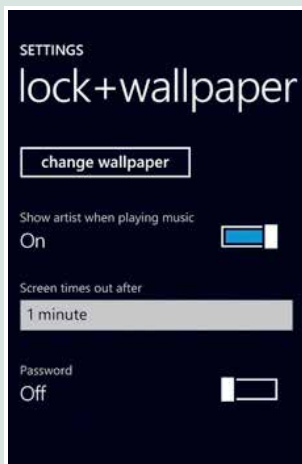 SETTINGS
lock+wallpaper
change wallpaper
Show artist when playing music
On
Screen times out after
1 minute
Password
Off